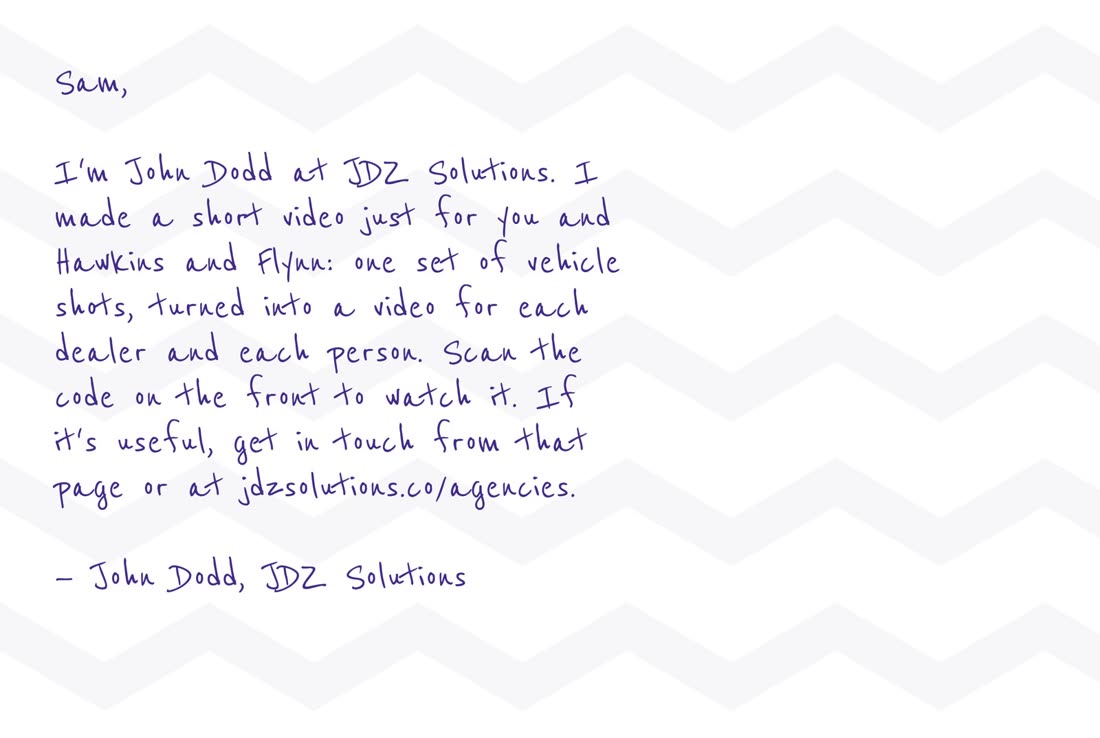 Sam,
I'm John Dodd at JDZ Solutions. I
made a short video just for you and
Hawkins and Flynn: one set of vehicle
shots, turned into a video for each
dealer and each person. Scan the
code on the front to watch it. If
it's useful, get in touch from that
page or at jdzsolutions.co/agencies.
– John Dodd, JDZ Solutions